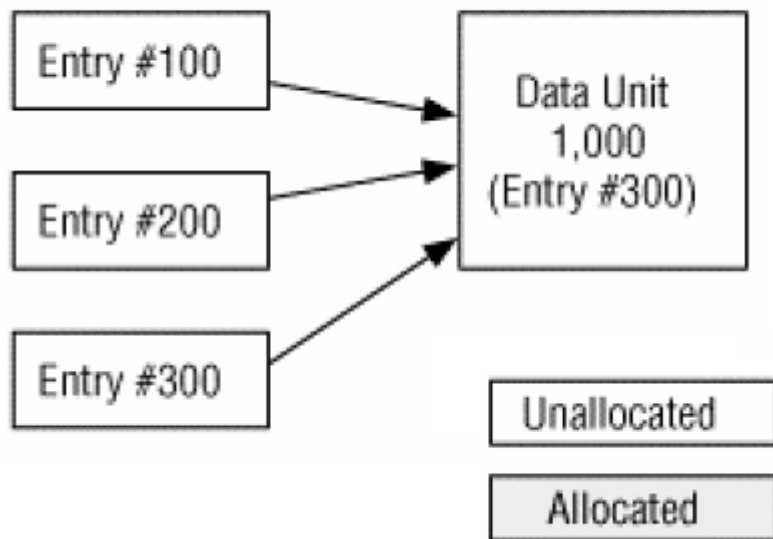 Entry #100
Entry #200
Entry #300
Data Unit
1,000
(Entry #300)
Unallocated
Allocated